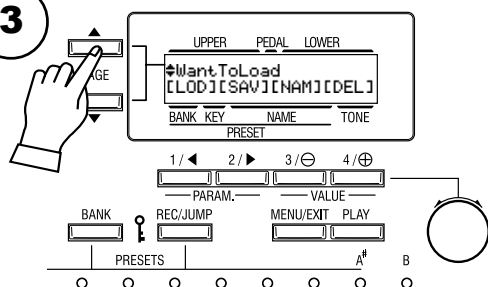 3
UPPER PEDAL LOWER
WantToLoad
[LOD][SAV][NAM][DEL]
AGE
BANK KEY NAME TONE
PRESET
1/◀ 2/▶ 3/⊖ 4/⊕
PARAM. VALUE
BANK REC/JUMP MENU/EXIT PLAY
PRESETS A# B